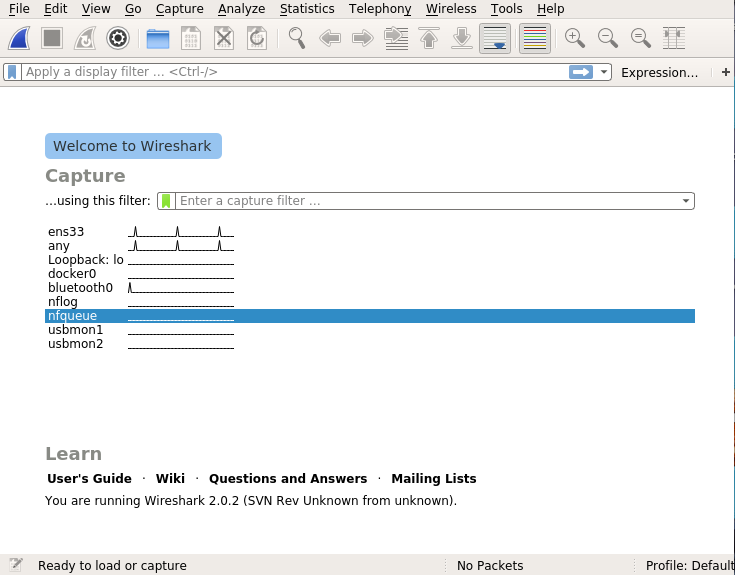 File Edit View Go Capture Analyze Statistics Telephony Wireless Tools Help
Apply a display filter ... <Ctrl-/> Expression... +
Welcome to Wireshark
Capture
...using this filter: Enter a capture filter ...
ens33
any
Loopback: lo
docker0
bluetooth0
nflog
nfqueue
usbmon1
usbmon2
Learn
User's Guide · Wiki · Questions and Answers · Mailing Lists
You are running Wireshark 2.0.2 (SVN Rev Unknown from unknown).
Ready to load or capture No Packets Profile: Default